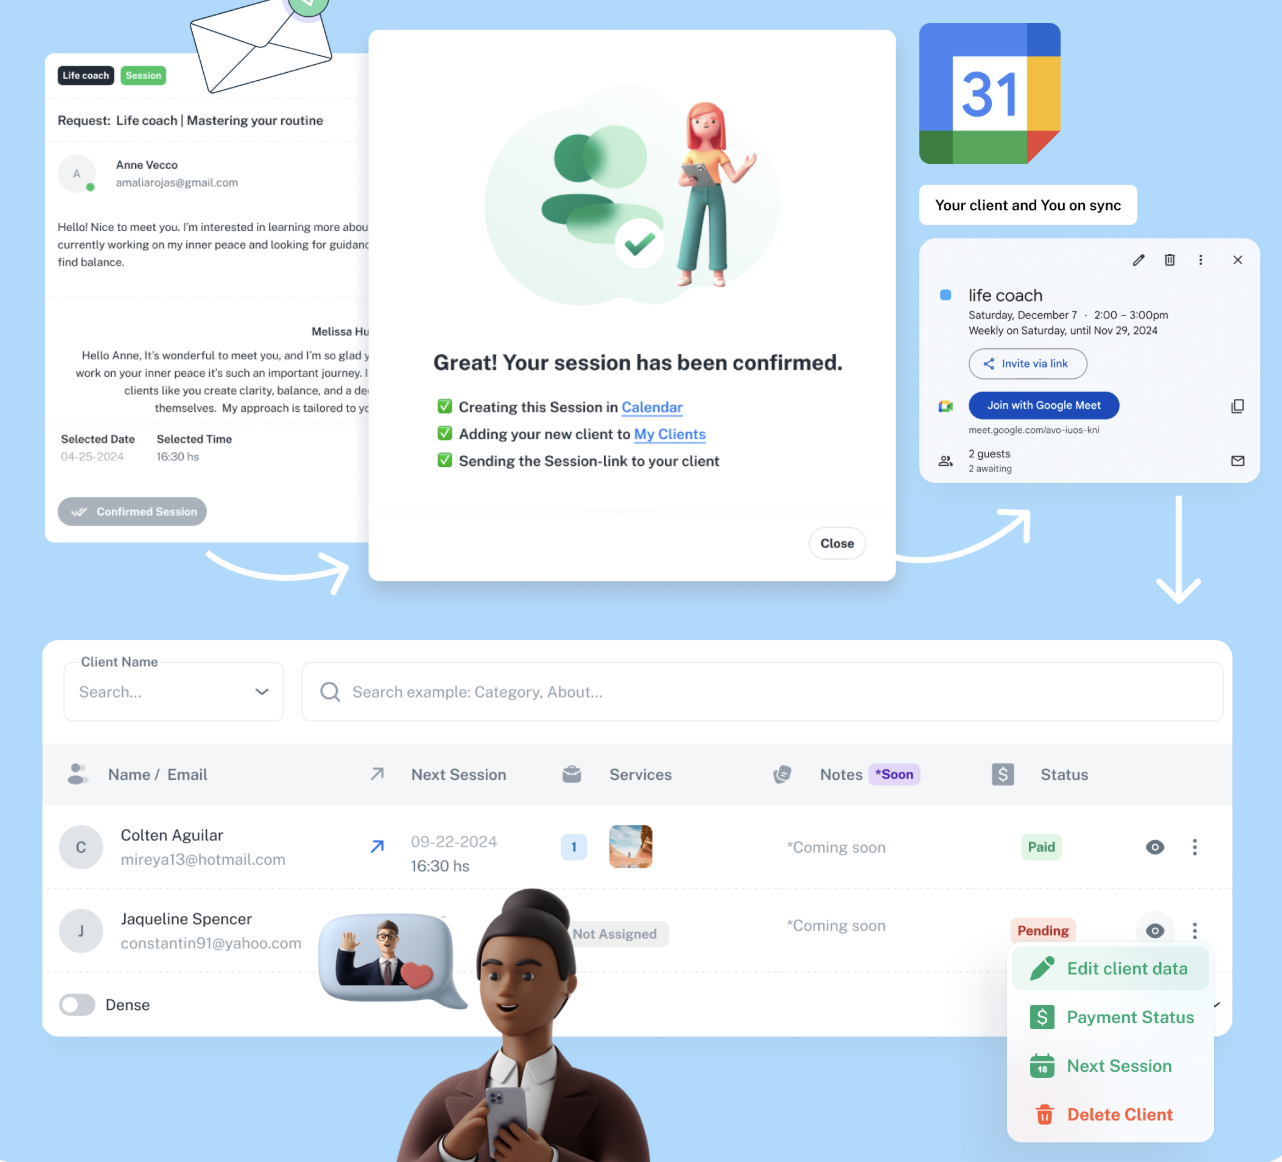 Life coach Session
Request: Life coach | Mastering your routine
A
Anne Vecco
amaliarojas@gmail.com
Hello! Nice to meet you. I'm interested in learning more
currently working on my inner peace and looking for
find balance.
Melissa
Hello Anne, It's wonderful to meet you, and I'm so glad
work on your inner peace it's such an important journey.
clients like you create clarity, balance, and a
themselves. My approach is tailored to
Selected Date Selected Time
04-25-2024 16:30 hs
Confirmed Session
Great! Your session has been confirmed.
Creating this Session in Calendar
Adding your new client to My Clients
Sending the Session-link to your client
Close
31
Your client and You on sync
life coach
Saturday, December 7 · 2:00 – 3:00pm
Weekly on Saturday, until Nov 29, 2024
Invite via link
Join with Google Meet
meet.google.com/avo-iuos-kni
2 guests
2 awaiting
Client Name
Search...
Search example: Category, About...
Name / Email Next Session Services Notes *Soon $ Status
C
Colten Aguilar
mireya13@hotmail.com
09-22-2024
16:30 hs
1
*Coming soon
Paid
J
Jaqueline Spencer
constantin91@yahoo.com
Not Assigned
*Coming soon
Pending
Dense
Edit client data
$ Payment Status
10 Next Session
Delete Client